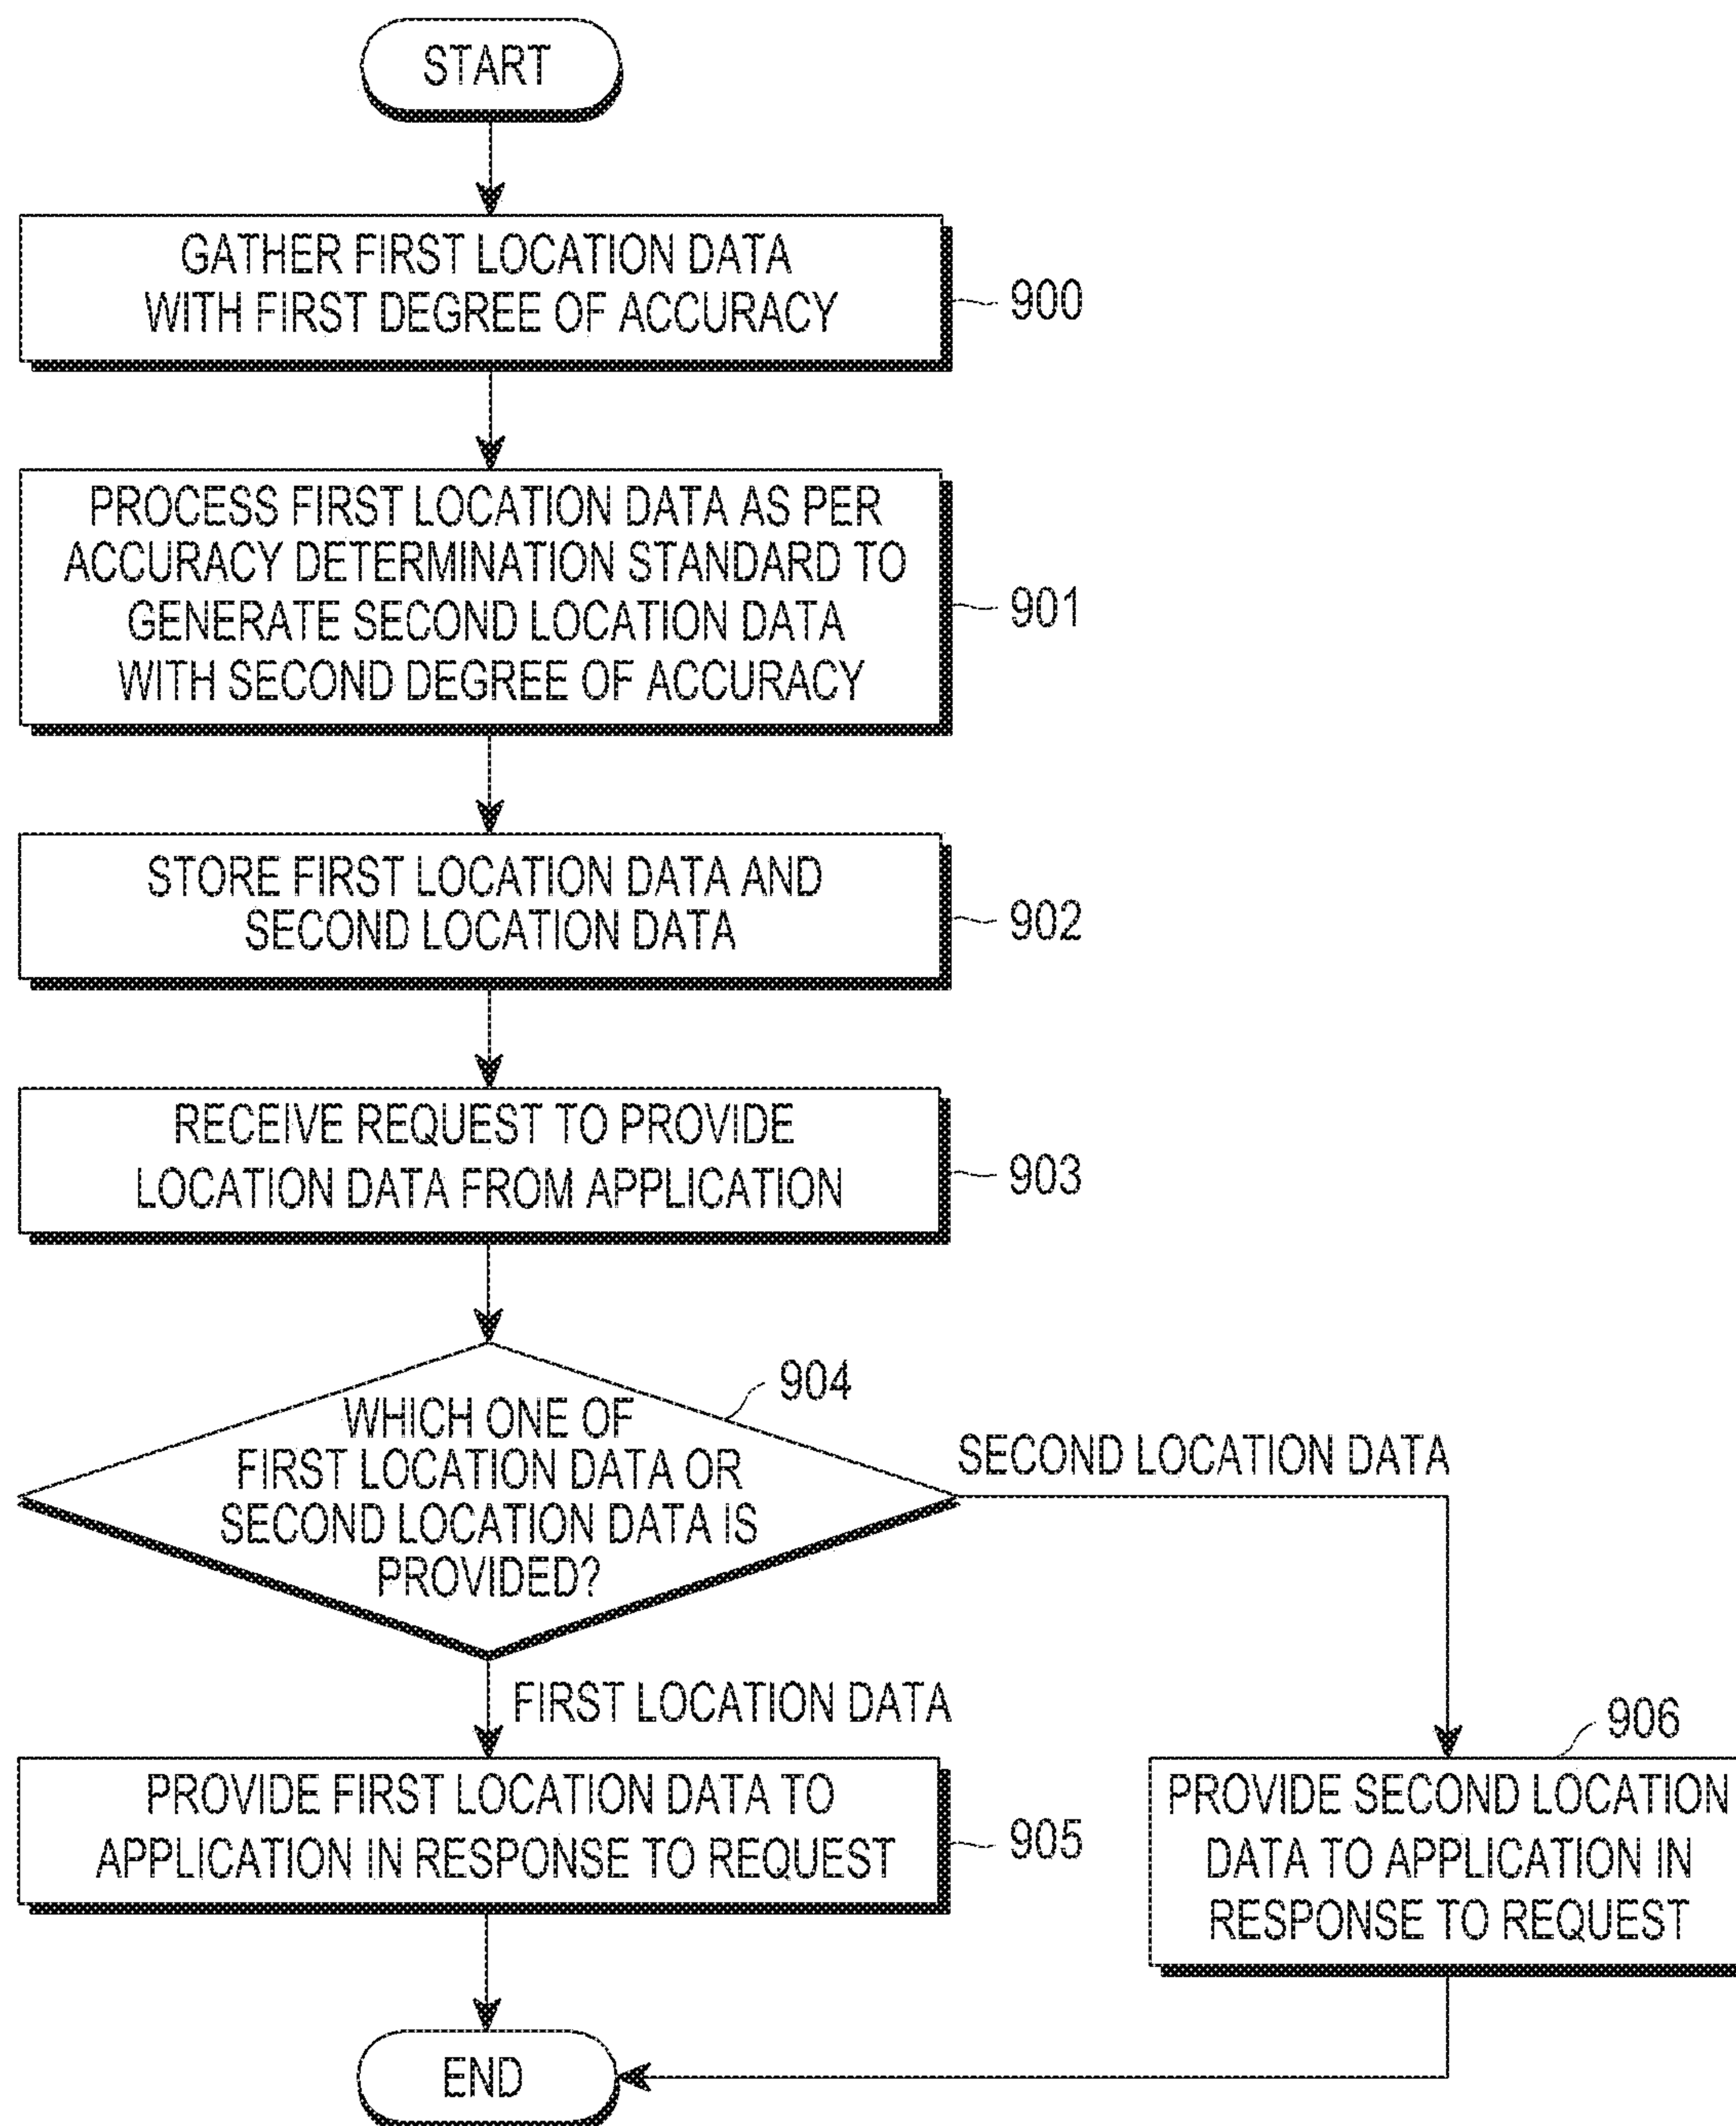 START
GATHER FIRST LOCATION DATA
WITH FIRST DEGREE OF ACCURACY
900
PROCESS FIRST LOCATION DATA AS PER
ACCURACY DETERMINATION STANDARD TO
GENERATE SECOND LOCATION DATA
WITH SECOND DEGREE OF ACCURACY
901
STORE FIRST LOCATION DATA AND
SECOND LOCATION DATA
902
RECEIVE REQUEST TO PROVIDE
LOCATION DATA FROM APPLICATION
903
904
WHICH ONE OF
FIRST LOCATION DATA OR
SECOND LOCATION DATA IS
PROVIDED?
SECOND LOCATION DATA
FIRST LOCATION DATA
PROVIDE FIRST LOCATION DATA TO
APPLICATION IN RESPONSE TO REQUEST
905
906
PROVIDE SECOND LOCATION
DATA TO APPLICATION IN
RESPONSE TO REQUEST
END